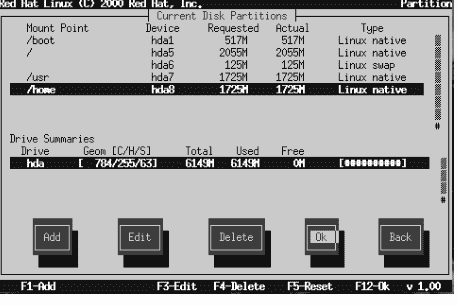 Red Hat Linux (C) 2000 Red Hat, Inc. Partition
Current Disk Partitions
Mount Point Device Requested Actual Type
/boot hda1 517M 517M Linux native
/ hda5 2055M 2055M Linux native
hda6 125M 125M Linux swap
/usr hda7 1725M 1725M Linux native
/home hda8 1725M 1725M Linux native
#
Drive Summaries
Drive Geom [C/H/S] Total Used Free
hda [ 784/255/63] 6149M 6149M 0M [##########]
#
Add Edit Delete Ok Back
F1-Add F3-Edit F4-Delete F5-Reset F12-Ok v 1.00